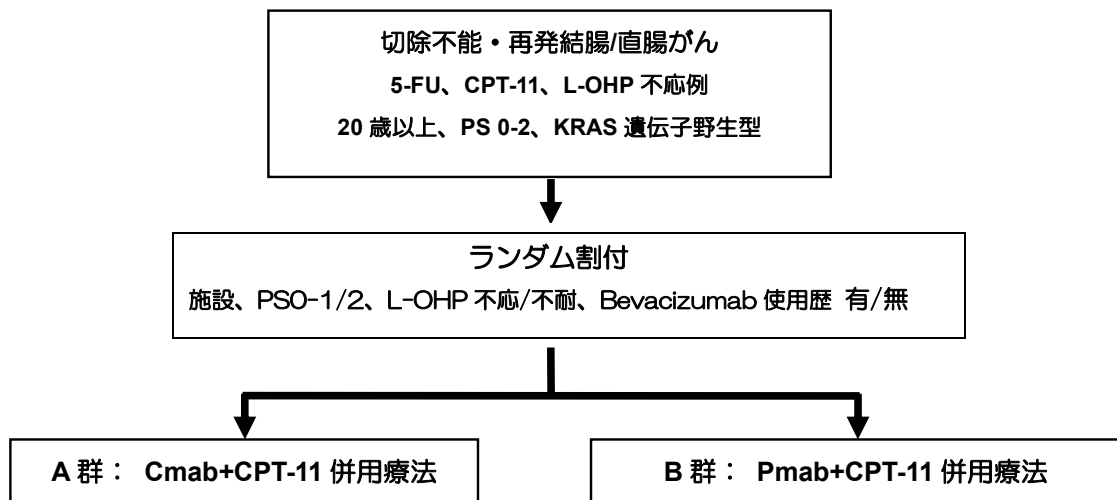 切除不能・再発結腸/直腸がん
5-FU、CPT-11、L-OHP 不応例
20 歳以上、PS 0-2、KRAS 遺伝子野生型
ランダム割付
施設、PS0-1/2、L-OHP 不応/不耐、Bevacizumab 使用歴 有/無
A 群： Cmab+CPT-11 併用療法
B 群： Pmab+CPT-11 併用療法